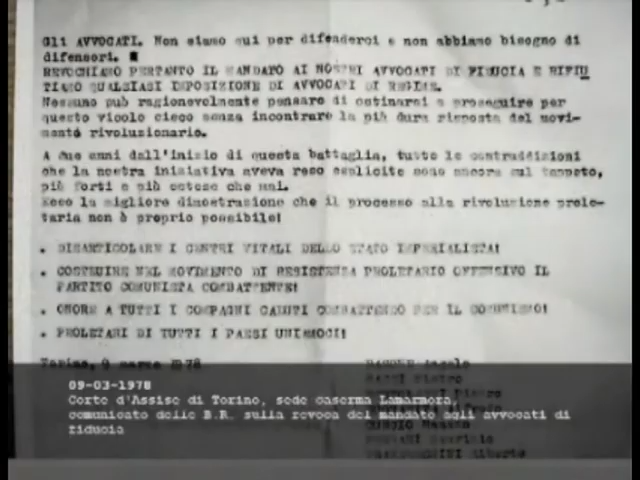 Gli AVVOCATI. Non siamo qui per difenderci e non abbiamo bisogno di
difensori.
REVOCHIAMO PERTANTO IL MANDATO AI NOSTRI AVVOCATI DI FIDUCIA E RIFIU
TIAMO QUALSIASI IMPOSIZIONE DI AVVOCATI DI REGIME.
Nessuno può ragionevolmente pensare di ostinarsi a proseguire per
questo vicolo cieco senza incontrare la più dura risposta del movi-
mento rivoluzionario.
A due anni dall'inizio di questa battaglia, tutte le contraddizioni
che la nostra iniziativa aveva reso esplicite sono ancora sul tappeto,
più forti e più estese che mai.
Ecco la migliore dimostrazione che il processo alla rivoluzione prole-
taria non è proprio possibile!
• DISARTICOLARE I CENTRI VITALI DELLO STATO IMPERIALISTA!
• COSTRUIRE NEL MOVIMENTO DI RESISTENZA PROLETARIO OFFENSIVO IL
PARTITO COMUNISTA COMBATTENTE!
• ONORE A TUTTI I COMPAGNI CADUTI COMBATTENDO PER IL COMUNISMO!
• PROLETARI DI TUTTI I PAESI UNIAMOCI!
Torino, 9 marzo 1978
09-03-1978
Corte d'Assise di Torino, sede caserma Lamarmora,
comunicato delle B.R. sulla revoca del mandato agli avvocati di
fiducia